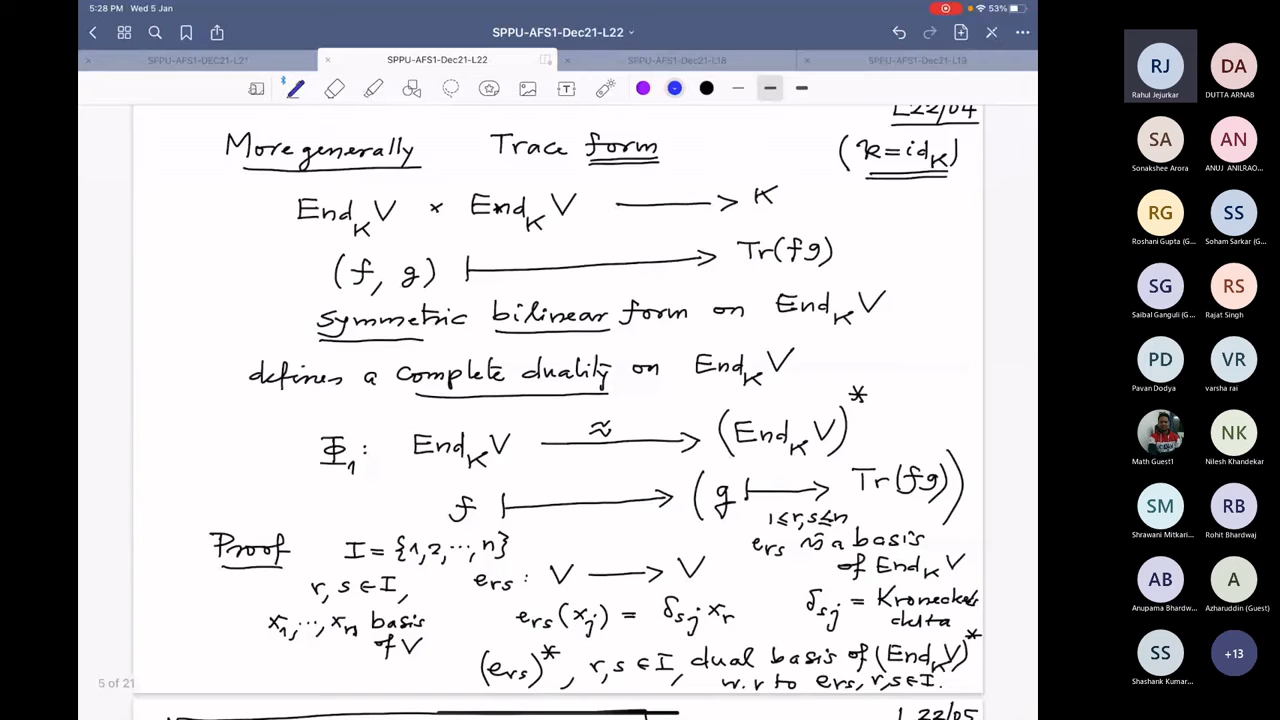 5:28 PM Wed 5 Jan
53%
SPPU-AFS1-Dec21-L22
SPPU-AFS1-DEC21-L21
SPPU-AFS1-Dec21-L22
SPPU-AFS1-Dec21-L18
SPPU-AFS1-Dec21-L13
L22/04
More generally Trace form (κ=id_K)
End_K V × End_K V ⟶ K
(f, g) ⟼ Tr(fg)
symmetric bilinear form on End_K V
defines a complete duality on End_K V
Φ₁: End_K V ⟶≈ (End_K V)*
f ⟼ (g ⟼ Tr(fg))
1≤r,s≤n
Proof I={1,2,⋯,n} e_rs is a basis
of End_K V
r, s ∈ I, e_rs : V ⟶ V
x₁,⋯,x_n basis e_rs(x_j) = δ_sj x_r δ_sj = Kronecker
of V delta
(e_rs)*, r,s ∈ I, dual basis of (End_K V)*
w.r to e_rs, r,s∈I.
5 of 21
L22/05
RJ
Rahul Jejurkar
DA
DUTTA ARNAB
SA
Sonakshee Arora
AN
ANUJ ANILRAO...
RG
Roshani Gupta (G...
SS
Soham Sarkar (G...
SG
Saibal Ganguli (G...
RS
Rajat Singh
PD
Pavan Dodya
VR
varsha rai
Math Guest1
NK
Nilesh Khandekar
SM
Shrawani Mitkari...
RB
Rohit Bhardwaj
AB
Anupama Bhardw...
A
Azharuddin (Guest)
SS
Shashank Kumar...
+13